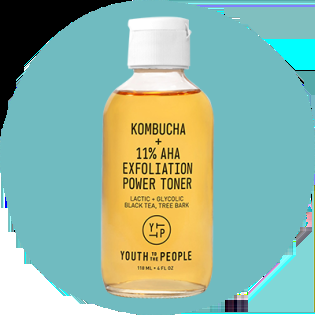 KOMBUCHA
+
11% AHA
EXFOLIATION
POWER TONER
LACTIC + GLYCOLIC
BLACK TEA, TREE BARK
Y T P
YOUTH TO THE PEOPLE
118 ML • 4 FL OZ